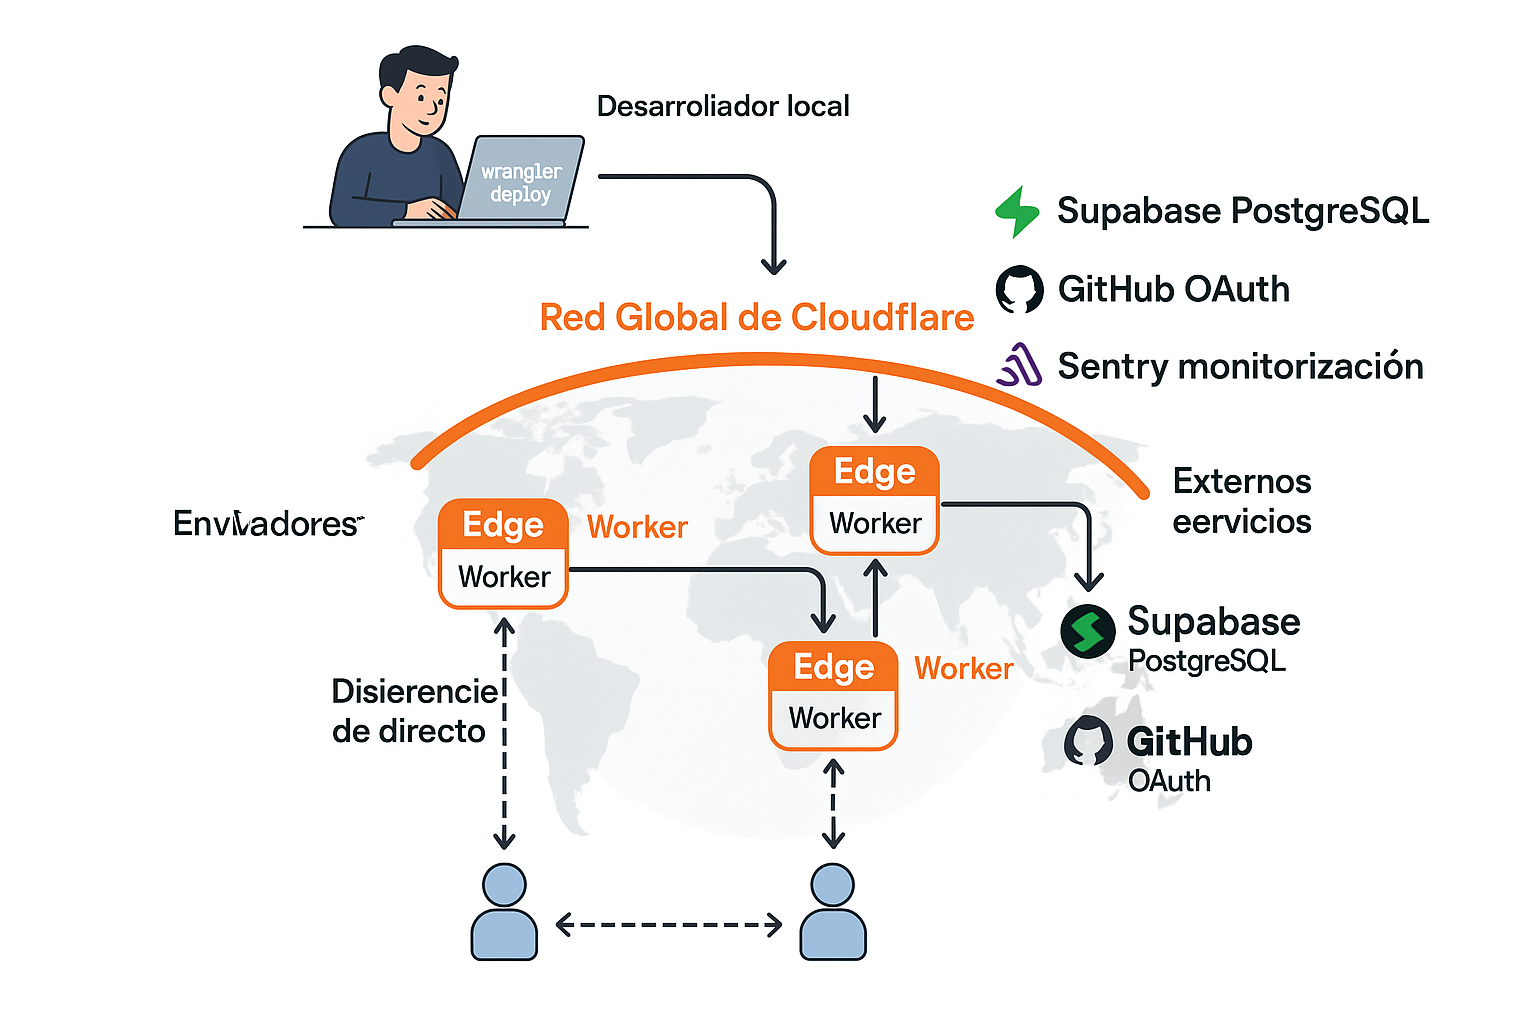 Desarroliador local
wrangler
deploy
Supabase PostgreSQL
GitHub OAuth
Sentry monitorización
Red Global de Cloudflare
Edge
Worker
Externos
eervicios
Edge
Worker
Worker
Supabase
PostgreSQL
Edge
Worker
Worker
Disierencie
de directo
GitHub
OAuth